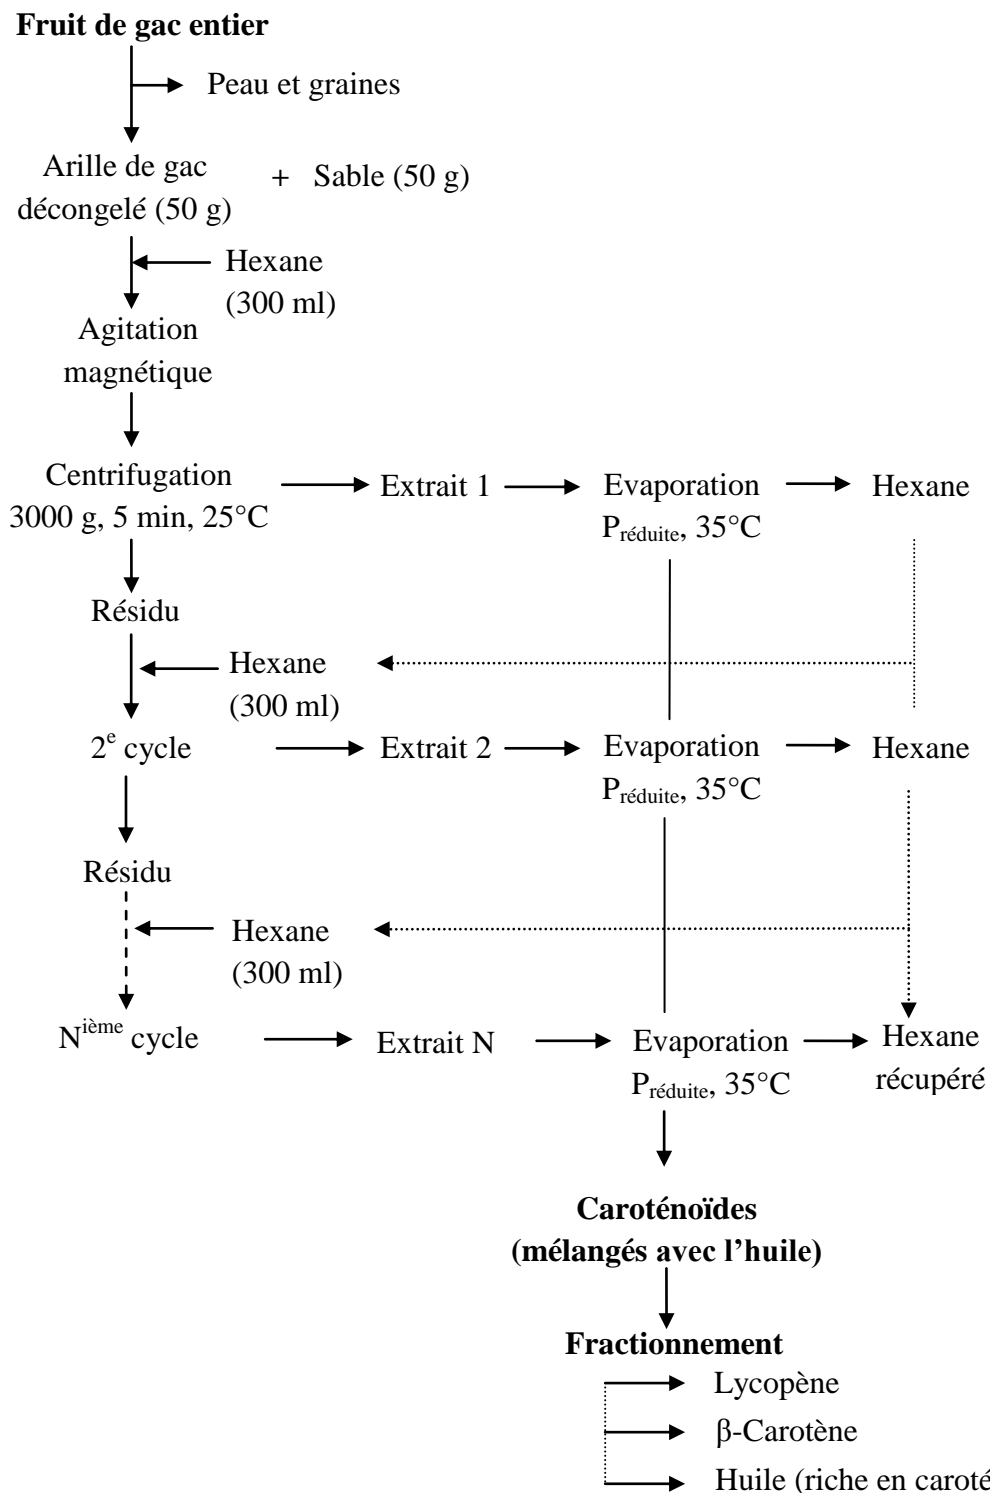 Fruit de gac entier
Peau et graines
Arille de gac
décongelé (50 g)
+ Sable (50 g)
Hexane
(300 ml)
Agitation
magnétique
Centrifugation
3000 g, 5 min, 25°C
Extrait 1
Evaporation
Préduite, 35°C
Hexane
Résidu
Hexane
(300 ml)
2e cycle
Extrait 2
Evaporation
Préduite, 35°C
Hexane
Résidu
Hexane
(300 ml)
Nième cycle
Extrait N
Evaporation
Préduite, 35°C
Hexane
récupéré
Caroténoïdes
(mélangés avec l’huile)
Fractionnement
Lycopène
β-Carotène
Huile (riche en caroté